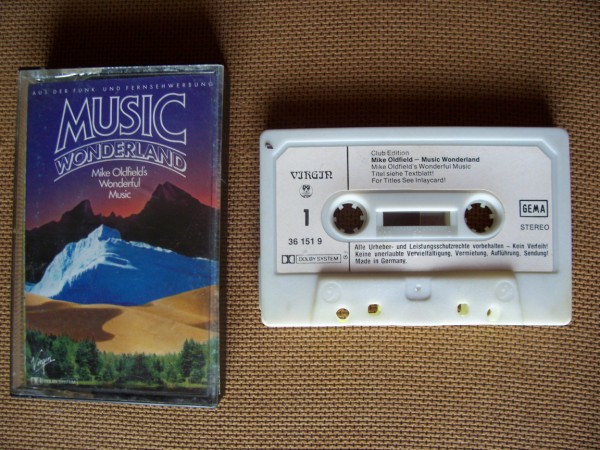 AUS DER FUNK- UND FERNSEHWERBUNG
MUSIC
WONDERLAND
Mike Oldfield's
Wonderful
Music
Virgin
Club-Edition
Mike Oldfield – Music Wonderland
Mike Oldfield's Wonderful Music
Titel siehe Textblatt!
For Titles See Inlaycard!
VIRGIN
1
36 151 9
DOLBY SYSTEM
GEMA
STEREO
Alle Urheber- und Leistungsschutzrechte vorbehalten – Kein Verleih!
Keine unerlaubte Vervielfältigung, Vermietung, Aufführung, Sendung!
Made in Germany.